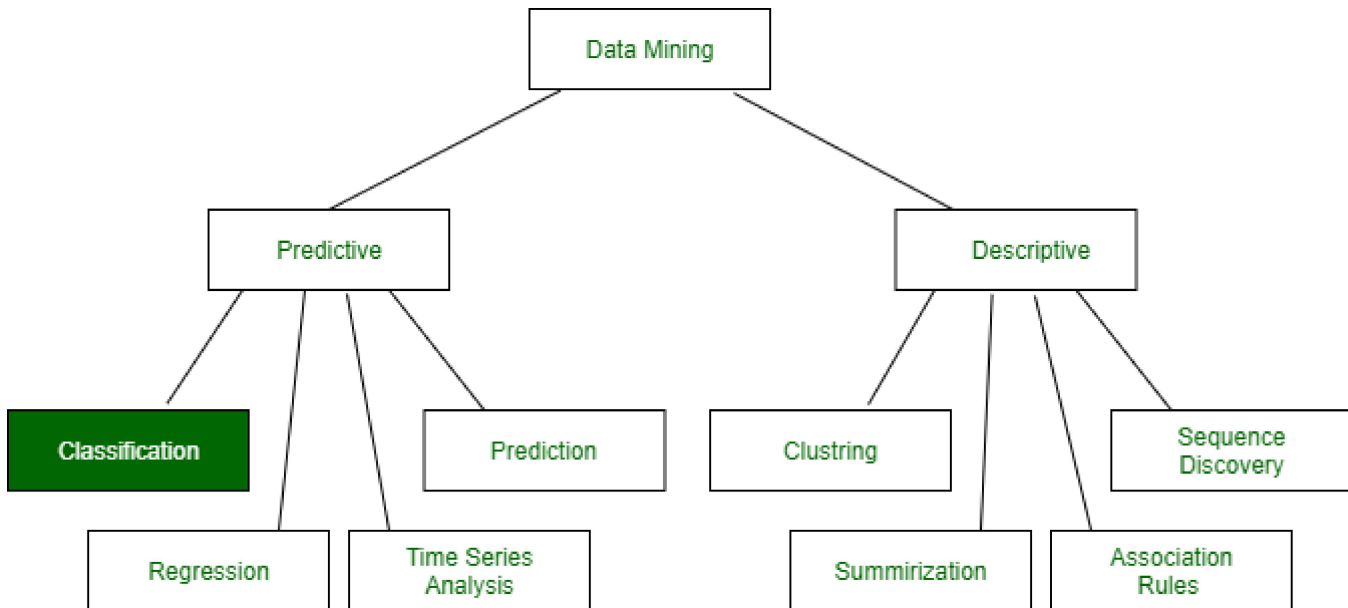 Data Mining
Predictive
Descriptive
Classification
Prediction
Clustring
Sequence
Discovery
Regression
Time Series
Analysis
Summirization
Association
Rules